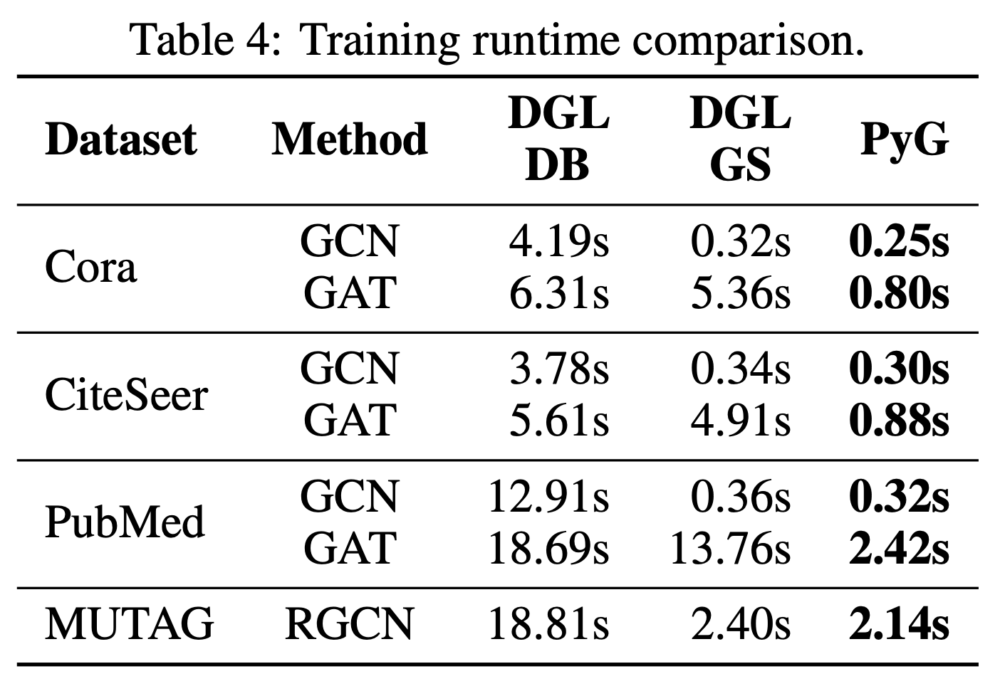 Table 4: Training runtime comparison.
Dataset Method DGL DB DGL GS PyG
Cora GCN 4.19s 0.32s 0.25s
GAT 6.31s 5.36s 0.80s
CiteSeer GCN 3.78s 0.34s 0.30s
GAT 5.61s 4.91s 0.88s
PubMed GCN 12.91s 0.36s 0.32s
GAT 18.69s 13.76s 2.42s
MUTAG RGCN 18.81s 2.40s 2.14s